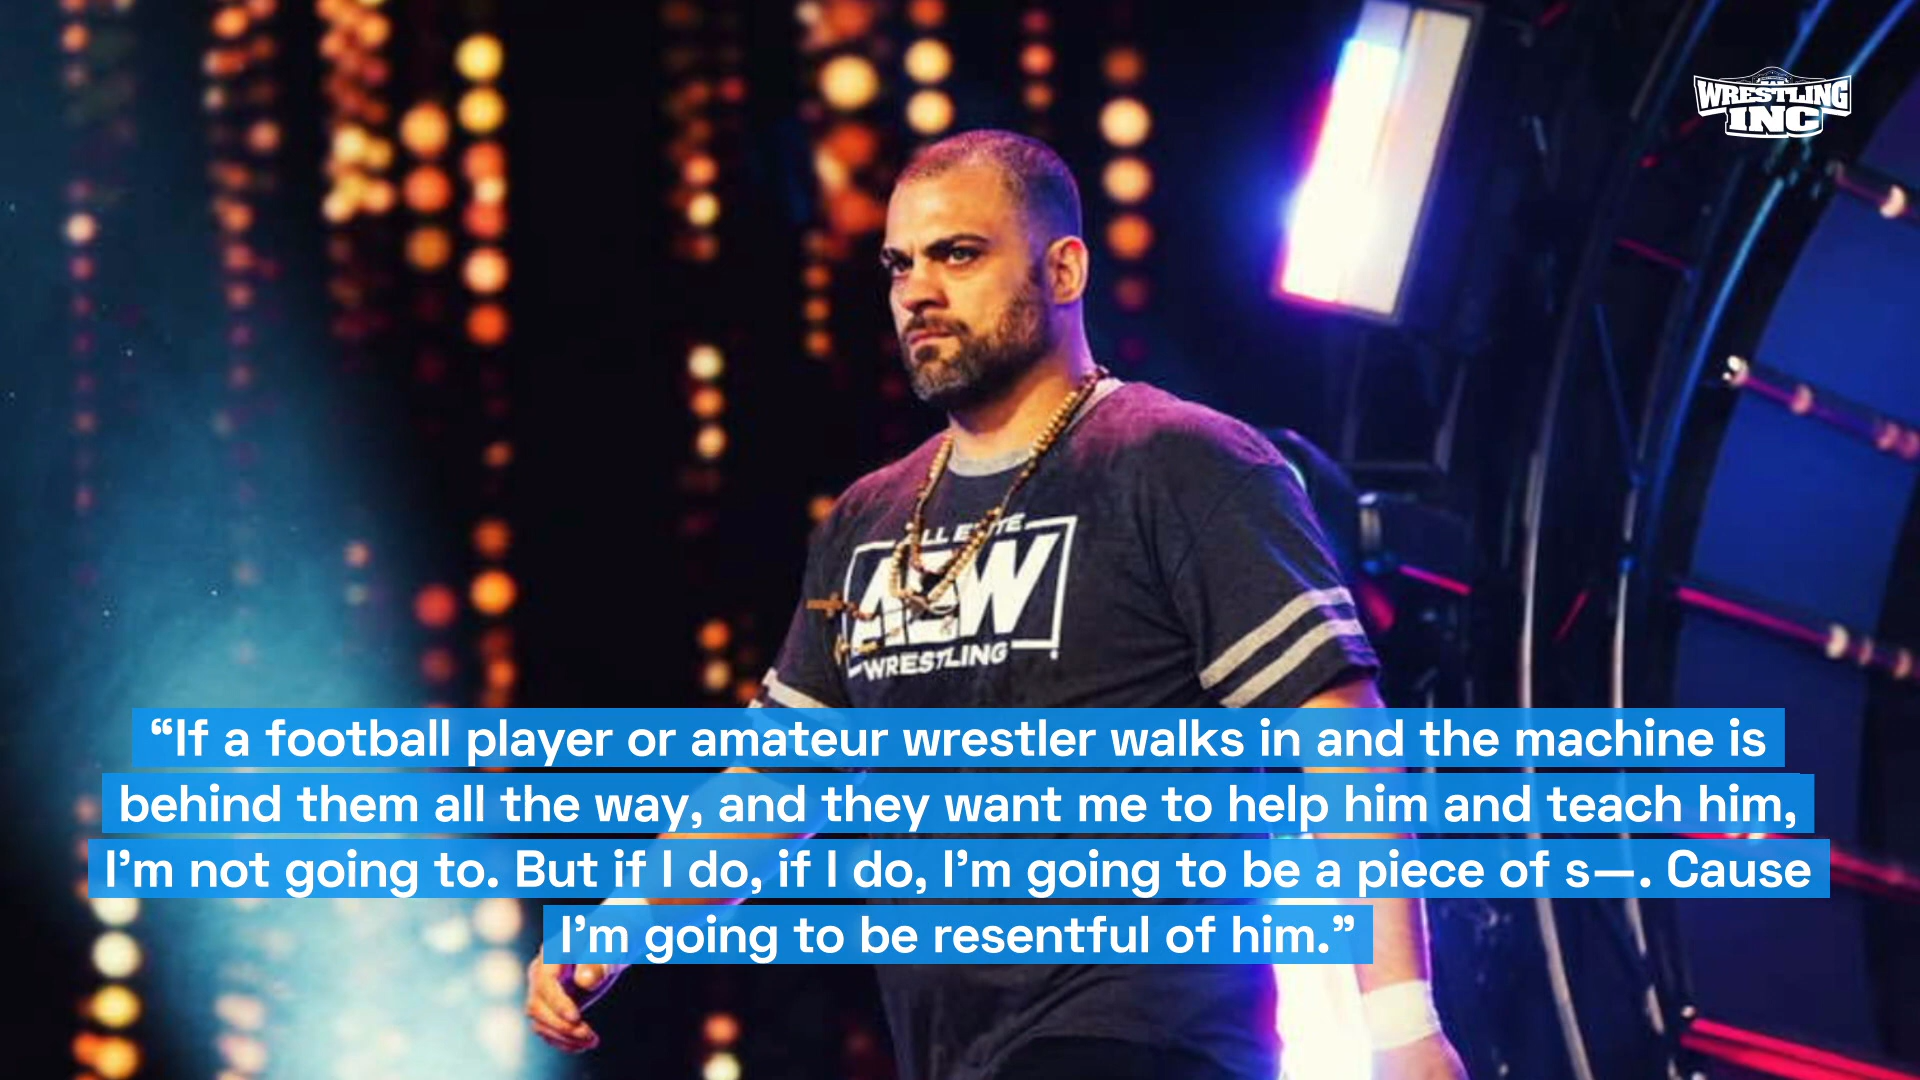 WRESTLING
INC
ALL ELITE
AEW
WRESTLING
“If a football player or amateur wrestler walks in and the machine is
behind them all the way, and they want me to help him and teach him,
I’m not going to. But if I do, if I do, I’m going to be a piece of s—. Cause
I’m going to be resentful of him.”